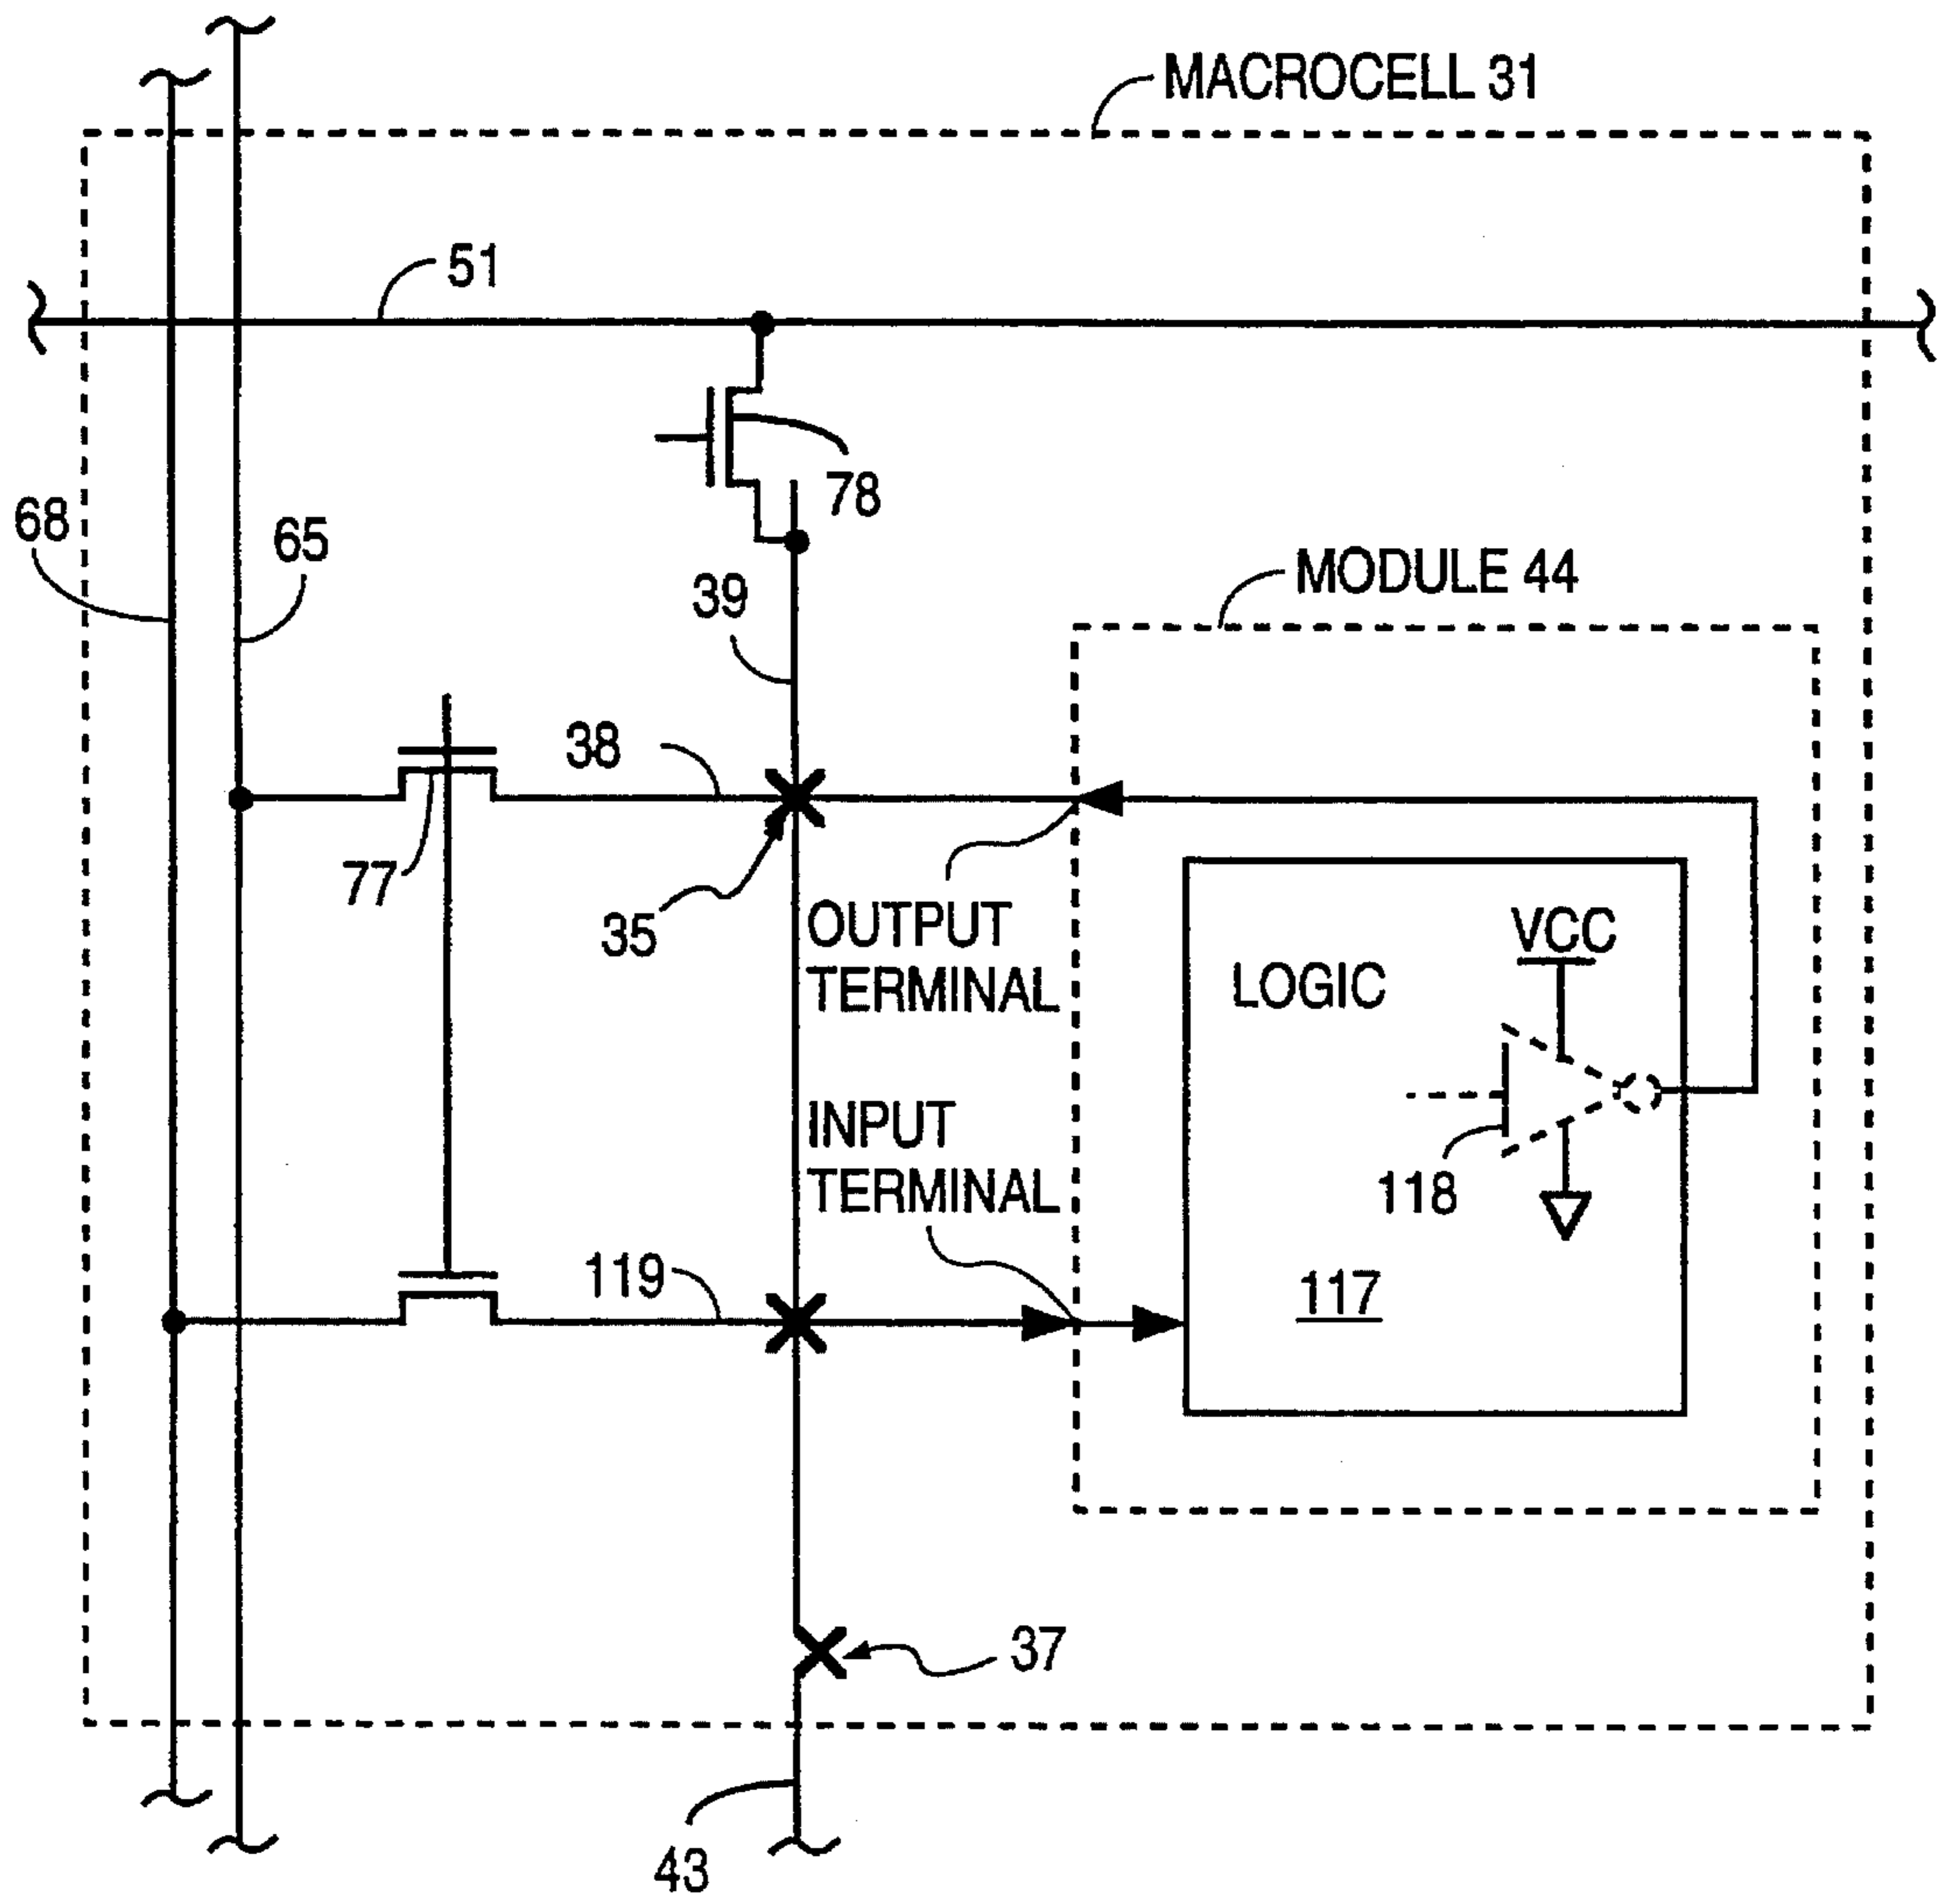 MACROCELL 31
51
78
68
65
39
MODULE 44
38
77
35
OUTPUT
TERMINAL
VCC
LOGIC
INPUT
TERMINAL
118
119
117
37
43